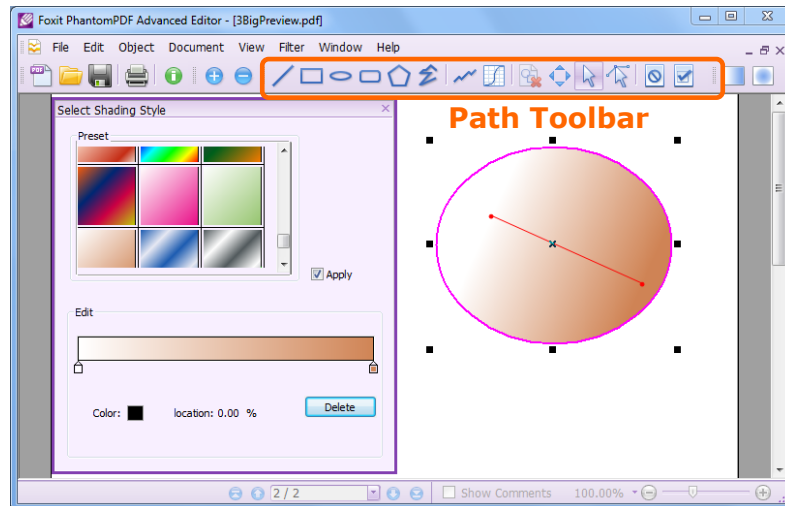 Foxit PhantomPDF Advanced Editor - [3BigPreview.pdf]
File Edit Object Document View Filter Window Help
Path Toolbar
Select Shading Style
Preset
Apply
Edit
Color: location: 0.00 % Delete
2 / 2 Show Comments 100.00%